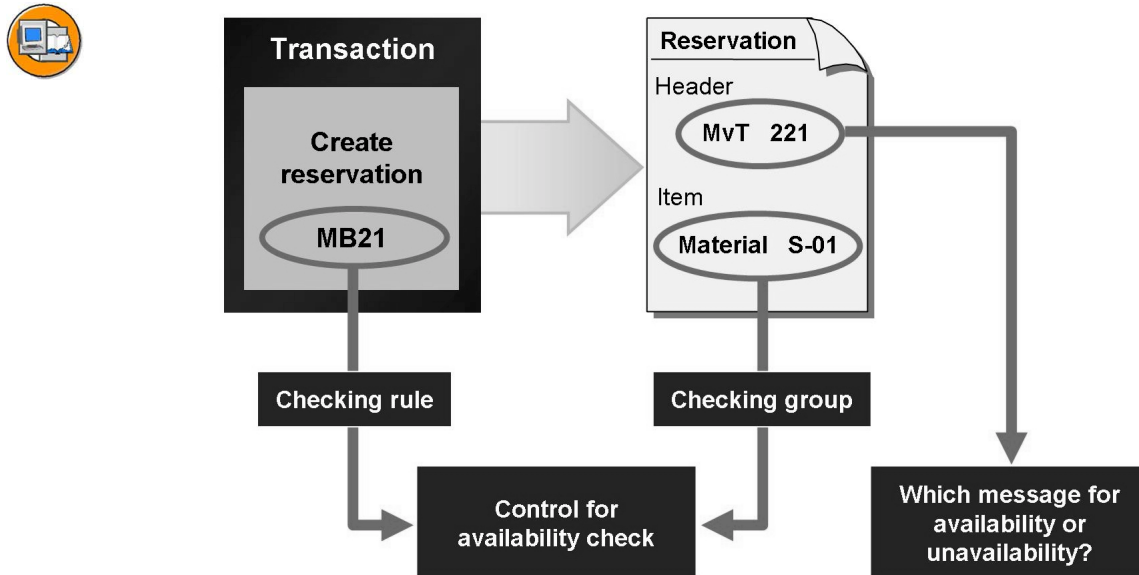 Transaction
Create
reservation
MB21
Reservation
Header
MvT 221
Item
Material S-01
Checking rule
Checking group
Control for
availability check
Which message for
availability or
unavailability?